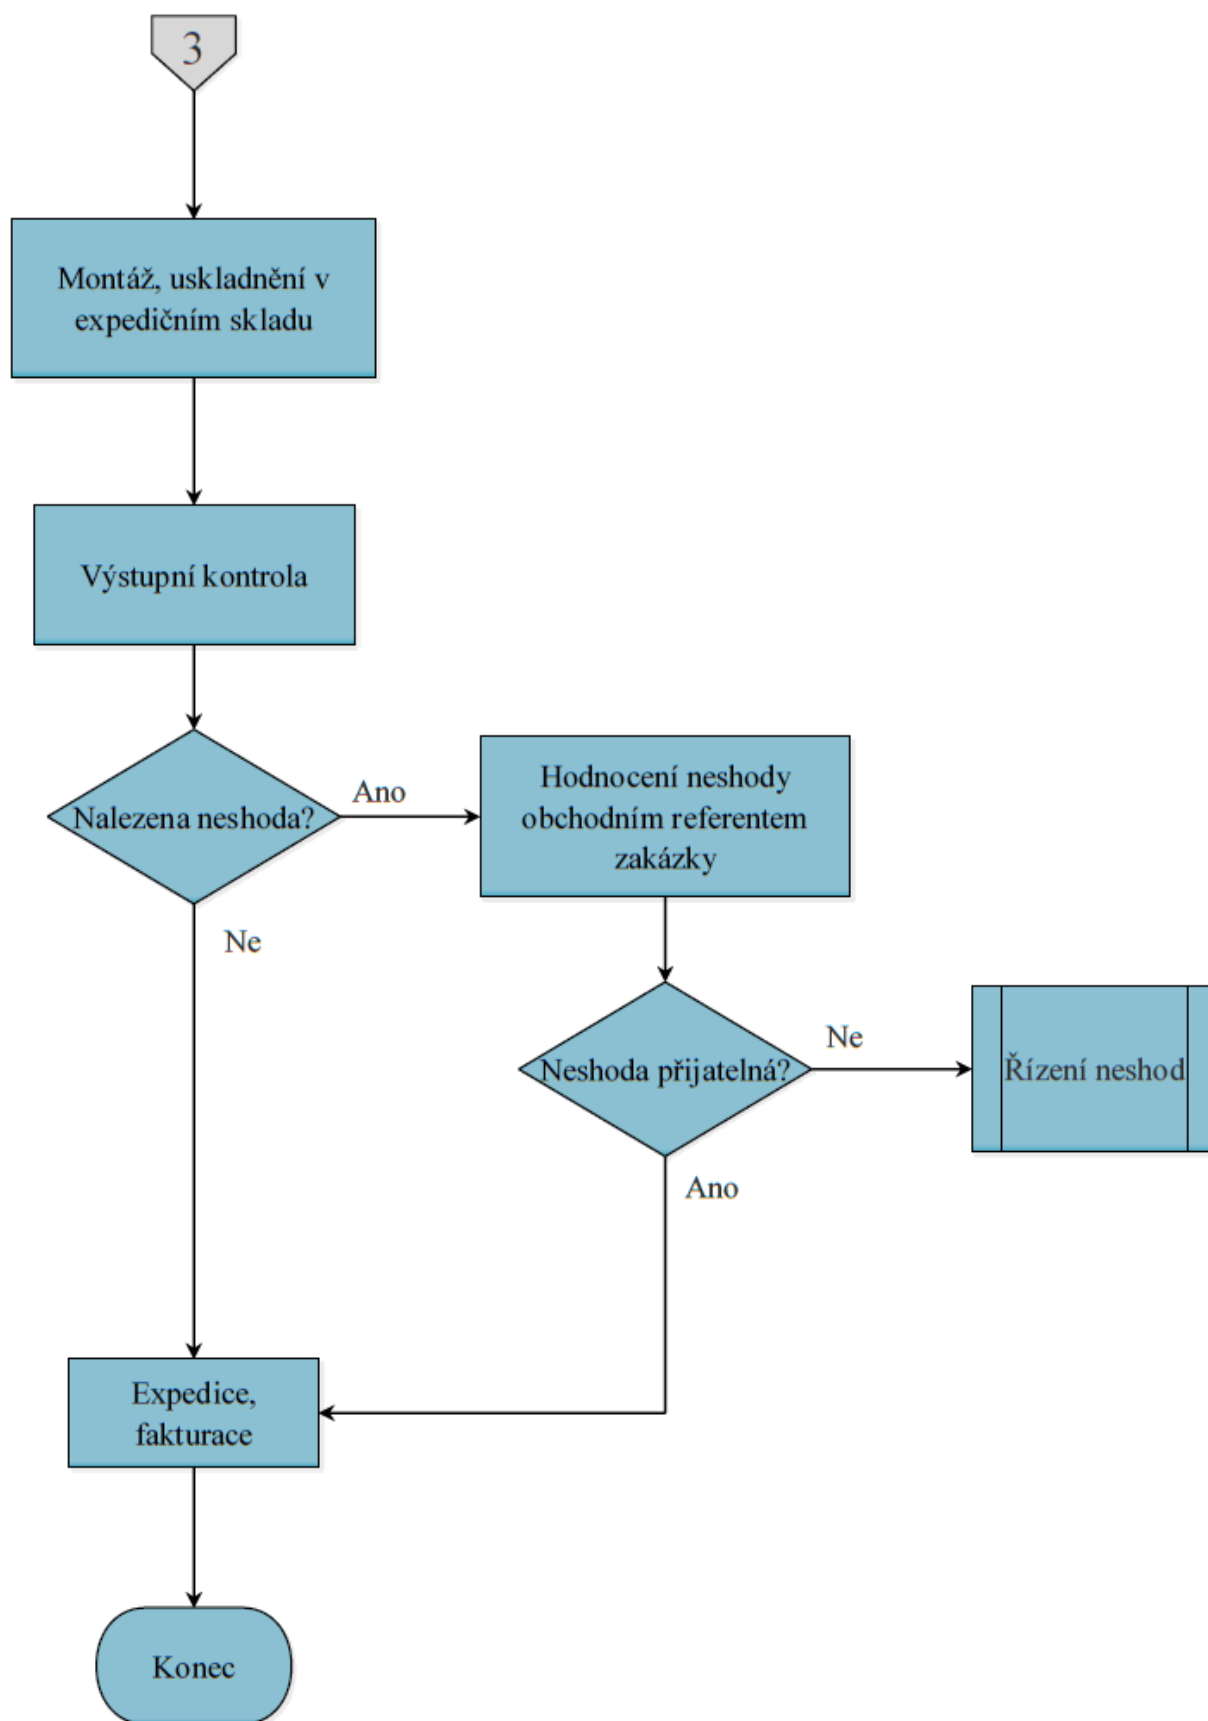 3
Montáž, uskladnění v
expedičním skladu
Výstupní kontrola
Nalezena neshoda?
Ano
Hodnocení neshody
obchodním referentem
zakázky
Ne
Neshoda přijatelná?
Ne
Řízení neshod
Ano
Expedice,
fakturace
Konec